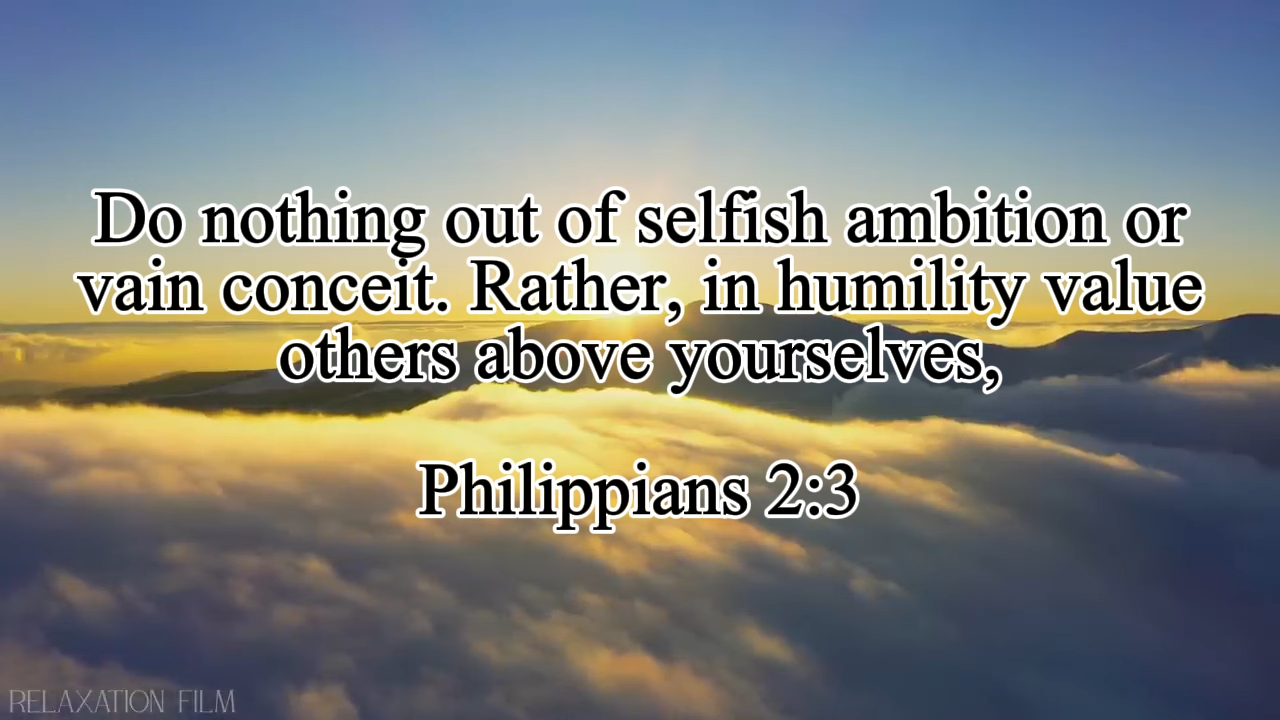 Do nothing out of selfish ambition or
vain conceit. Rather, in humility value
others above yourselves,
Philippians 2:3
RELAXATION FILM